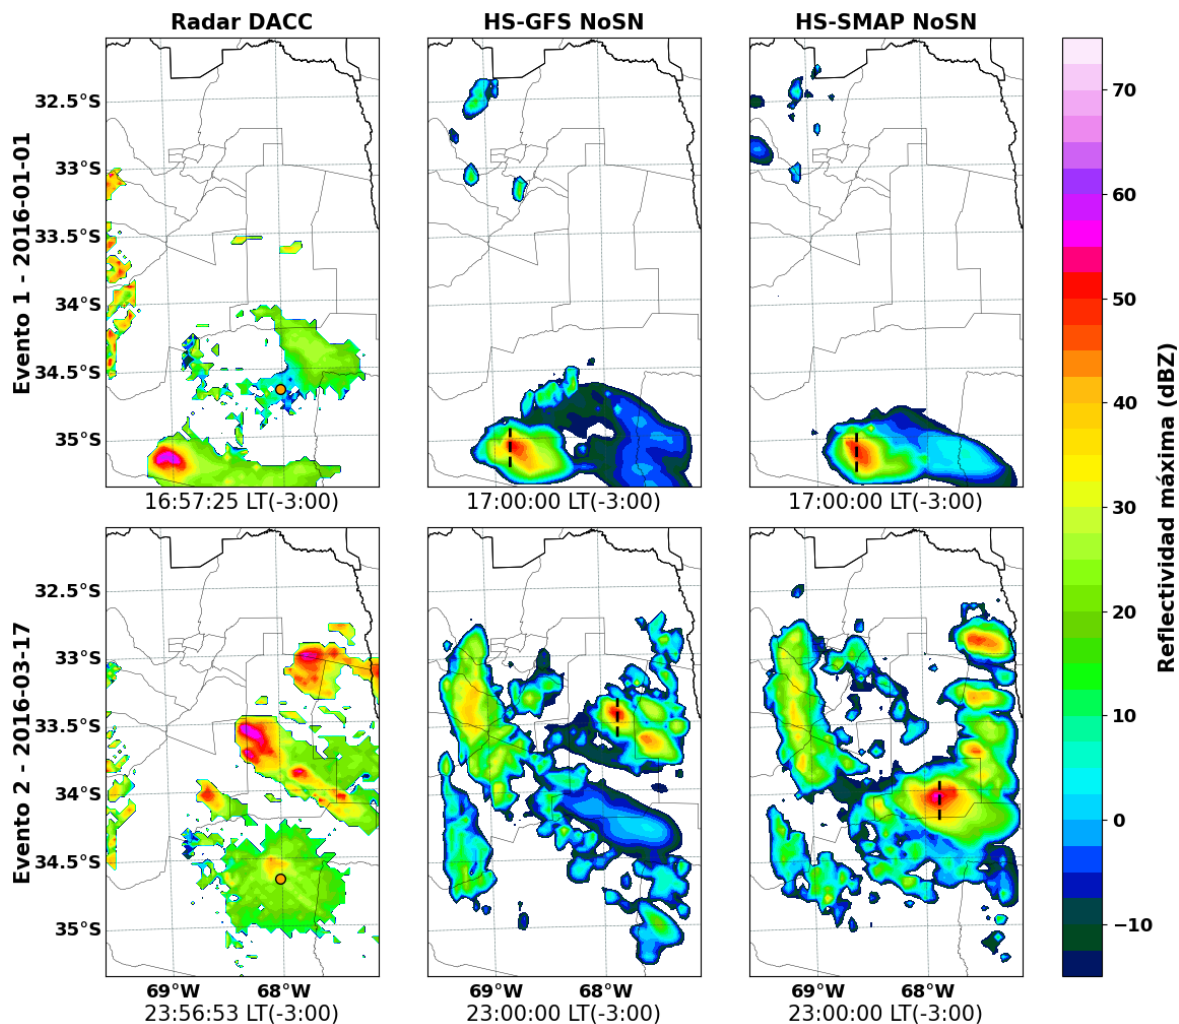 Radar DACC
HS-GFS NoSN
HS-SMAP NoSN
Evento 1 - 2016-01-01
32.5°S
33°S
33.5°S
34°S
34.5°S
35°S
16:57:25 LT(-3:00)
17:00:00 LT(-3:00)
17:00:00 LT(-3:00)
Evento 2 - 2016-03-17
32.5°S
33°S
33.5°S
34°S
34.5°S
35°S
69°W
68°W
69°W
68°W
69°W
68°W
23:56:53 LT(-3:00)
23:00:00 LT(-3:00)
23:00:00 LT(-3:00)
70
60
50
40
30
20
10
0
−10
Reflectividad máxima (dBZ)